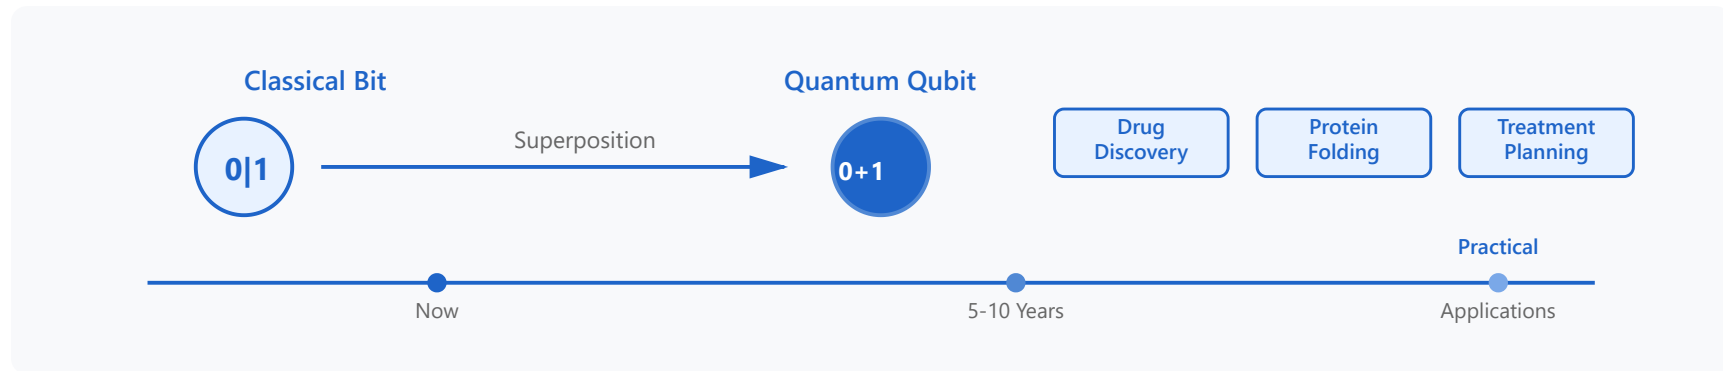 Classical Bit
Quantum Qubit
0|1
Superposition
0+1
Drug
Discovery
Protein
Folding
Treatment
Planning
Practical
Now
5-10 Years
Applications